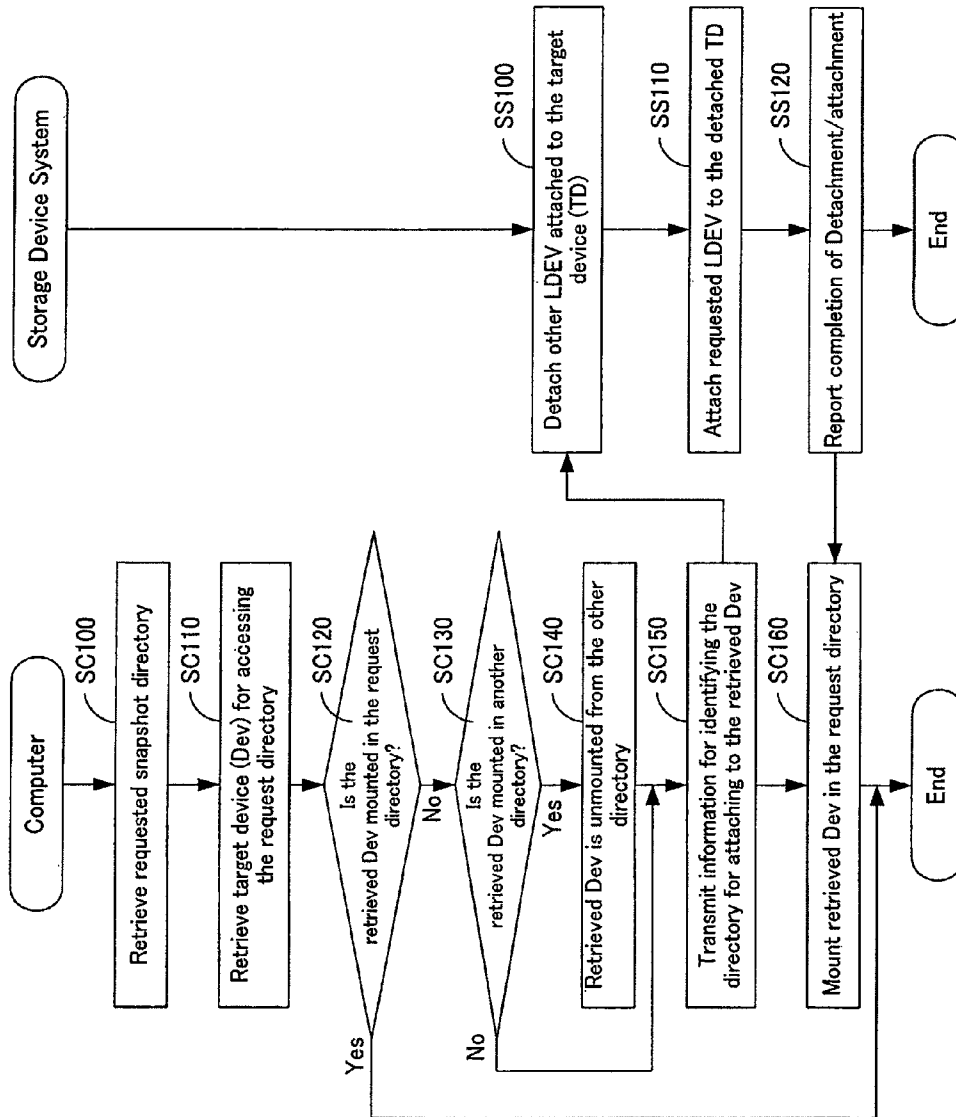 Computer
SC100
Retrieve requested snapshot directory
SC110
Retrieve target device (Dev) for accessing
the request directory
SC120
Is the
retrieved Dev mounted in the request
directory?
Yes
No
SC130
Is the
retrieved Dev mounted in another
directory?
No
Yes
SC140
Retrieved Dev is unmounted from the other
directory
SC150
Transmit information for identifying the
directory for attaching to the retrieved Dev
SC160
Mount retrieved Dev in the request directory
End
Storage Device System
SS100
Detach other LDEV attached to the target
device (TD)
SS110
Attach requested LDEV to the detached TD
SS120
Report completion of Detachment/attachment
End